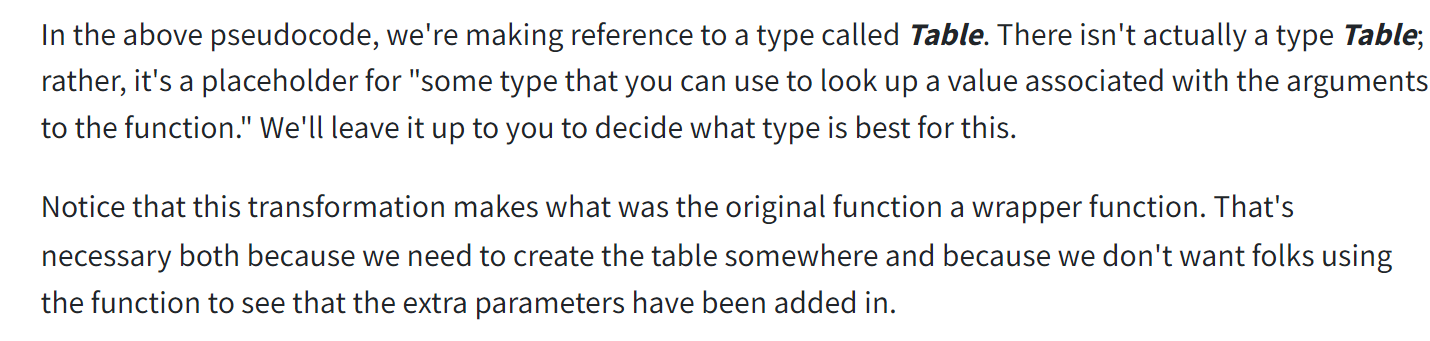 In the above pseudocode, we're making reference to a type called Table. There isn't actually a type Table;
rather, it's a placeholder for "some type that you can use to look up a value associated with the arguments
to the function." We'll leave it up to you to decide what type is best for this.
Notice that this transformation makes what was the original function a wrapper function. That's
necessary both because we need to create the table somewhere and because we don't want folks using
the function to see that the extra parameters have been added in.